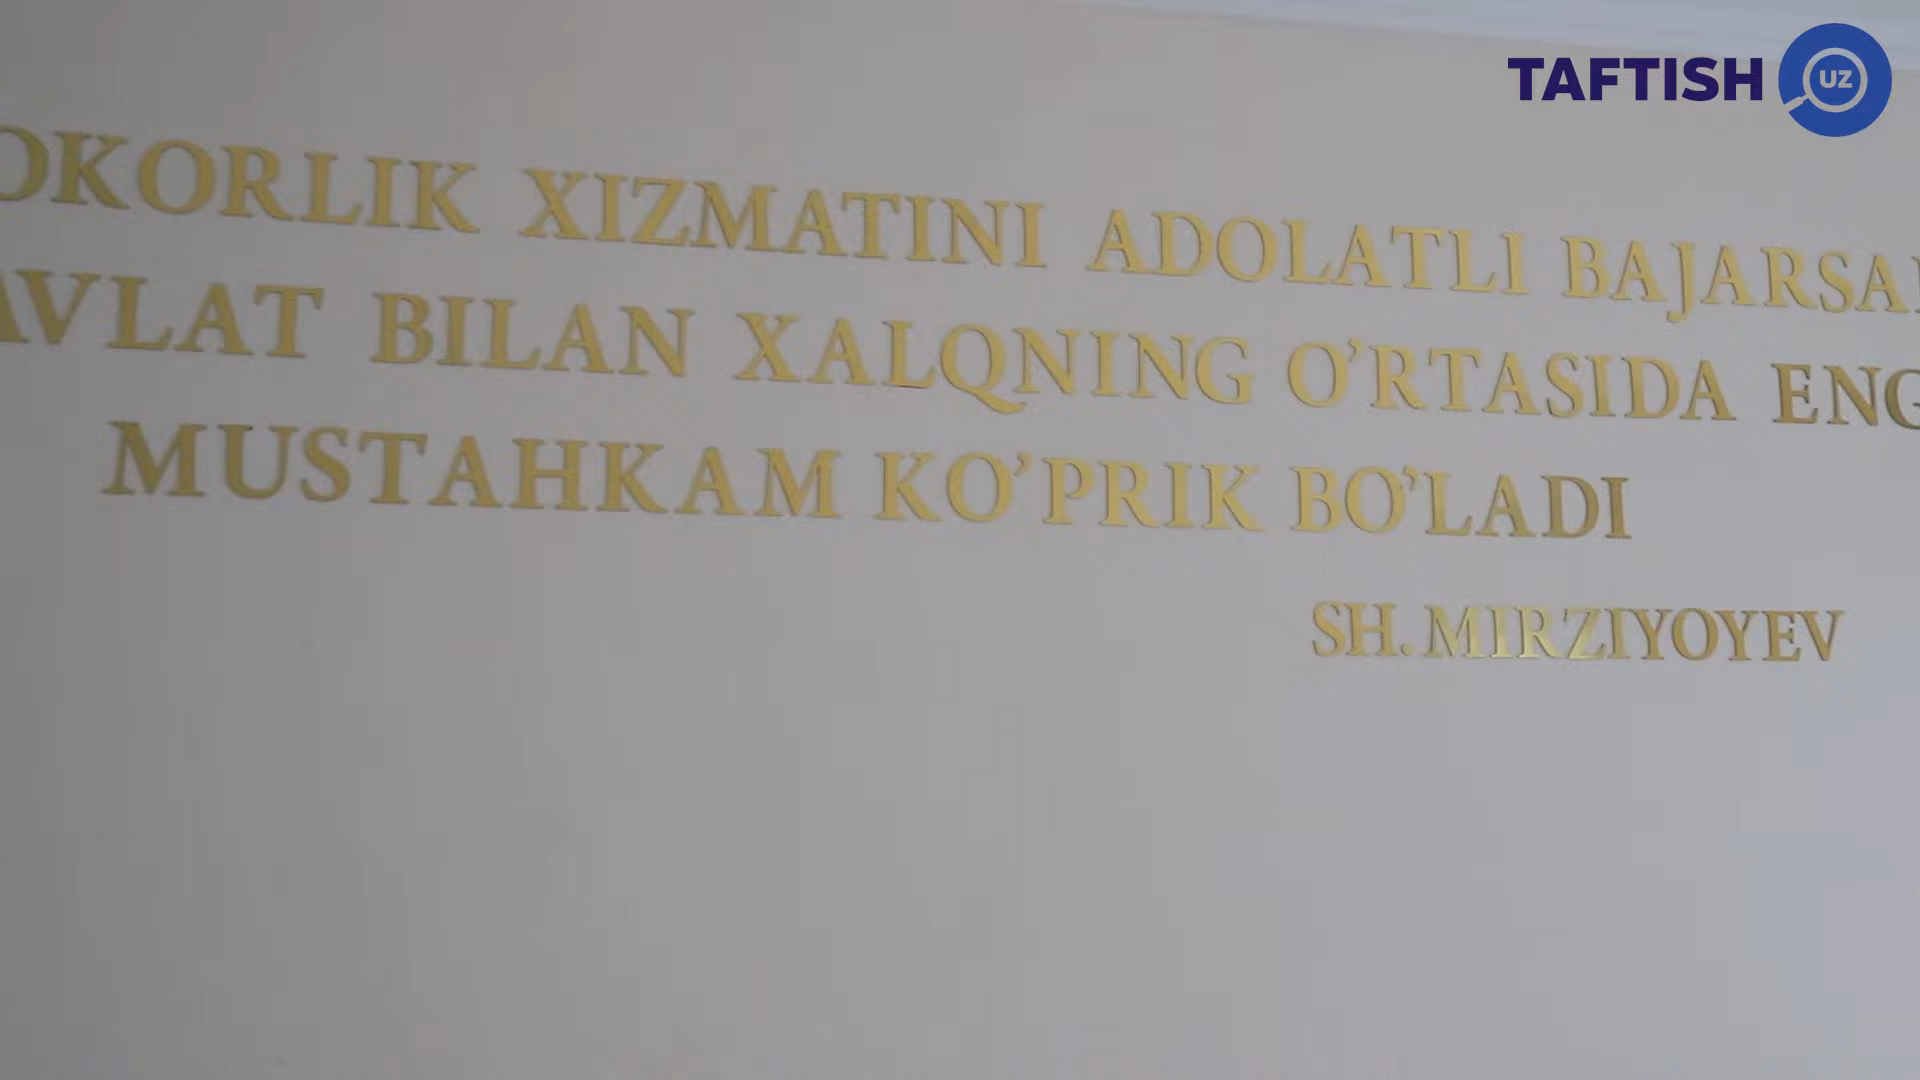 TAFTISH UZ
OKORLIK XIZMATINI ADOLATLI BAJARSA
AVLAT BILAN XALQNING O’RTASIDA ENG
MUSTAHKAM KO’PRIK BO’LADI
SH. MIRZIYOYEV